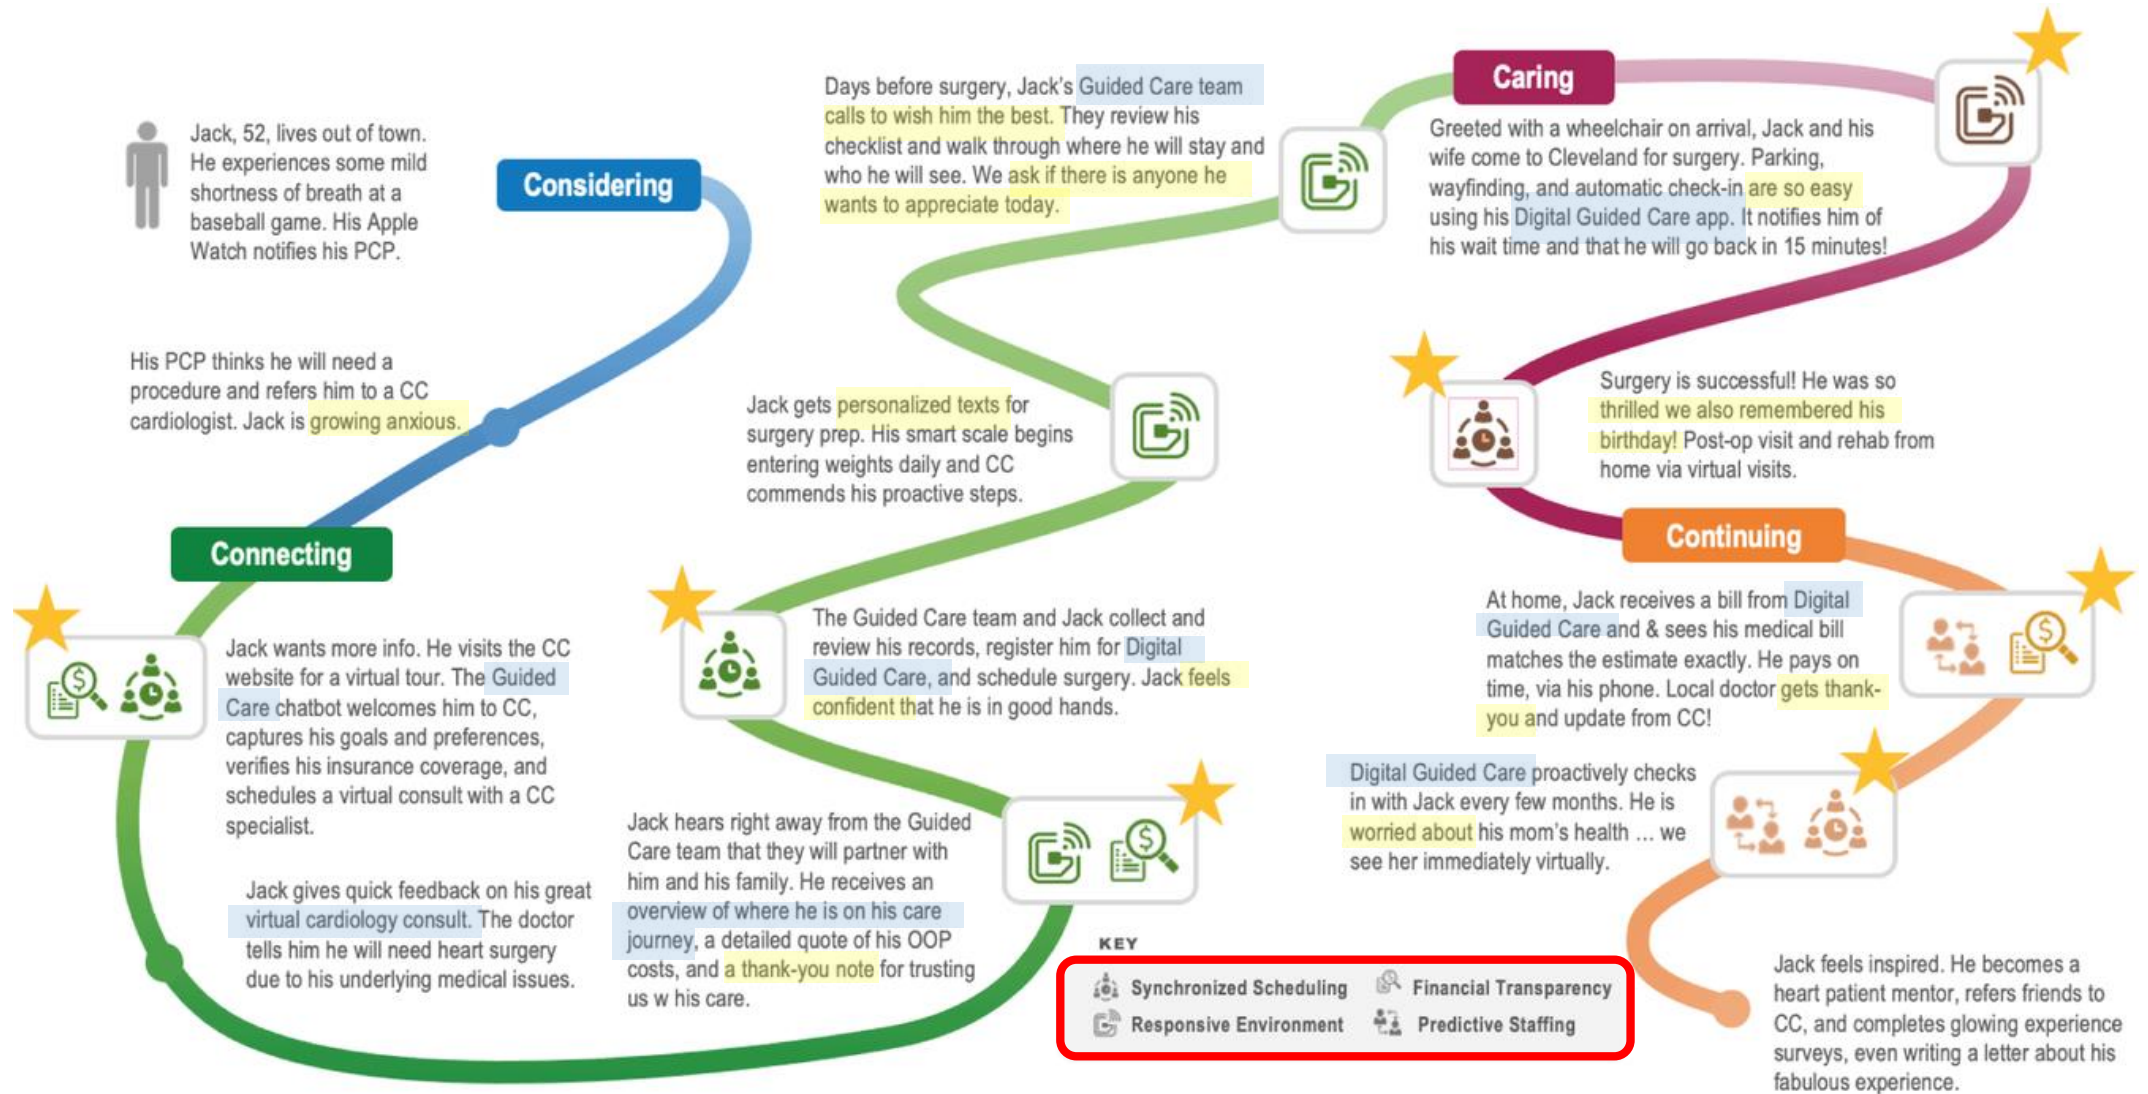 Jack, 52, lives out of town.
He experiences some mild
shortness of breath at a
baseball game. His Apple
Watch notifies his PCP.
Considering
His PCP thinks he will need a
procedure and refers him to a CC
cardiologist. Jack is growing anxious.
Connecting
Jack wants more info. He visits the CC
website for a virtual tour. The Guided
Care chatbot welcomes him to CC,
captures his goals and preferences,
verifies his insurance coverage, and
schedules a virtual consult with a CC
specialist.
Jack gives quick feedback on his great
virtual cardiology consult. The doctor
tells him he will need heart surgery
due to his underlying medical issues.
Jack hears right away from the Guided
Care team that they will partner with
him and his family. He receives an
overview of where he is on his care
journey, a detailed quote of his OOP
costs, and a thank-you note for trusting
us w his care.
The Guided Care team and Jack collect and
review his records, register him for Digital
Guided Care, and schedule surgery. Jack feels
confident that he is in good hands.
Jack gets personalized texts for
surgery prep. His smart scale begins
entering weights daily and CC
commends his proactive steps.
Days before surgery, Jack's Guided Care team
calls to wish him the best. They review his
checklist and walk through where he will stay and
who he will see. We ask if there is anyone he
wants to appreciate today.
Caring
Greeted with a wheelchair on arrival, Jack and his
wife come to Cleveland for surgery. Parking,
wayfinding, and automatic check-in are so easy
using his Digital Guided Care app. It notifies him of
his wait time and that he will go back in 15 minutes!
Surgery is successful! He was so
thrilled we also remembered his
birthday! Post-op visit and rehab from
home via virtual visits.
Continuing
At home, Jack receives a bill from Digital
Guided Care and & sees his medical bill
matches the estimate exactly. He pays on
time, via his phone. Local doctor gets thank-
you and update from CC!
Digital Guided Care proactively checks
in with Jack every few months. He is
worried about his mom's health ... we
see her immediately virtually.
Jack feels inspired. He becomes a
heart patient mentor, refers friends to
CC, and completes glowing experience
surveys, even writing a letter about his
fabulous experience.
KEY
Synchronized Scheduling
Financial Transparency
Responsive Environment
Predictive Staffing